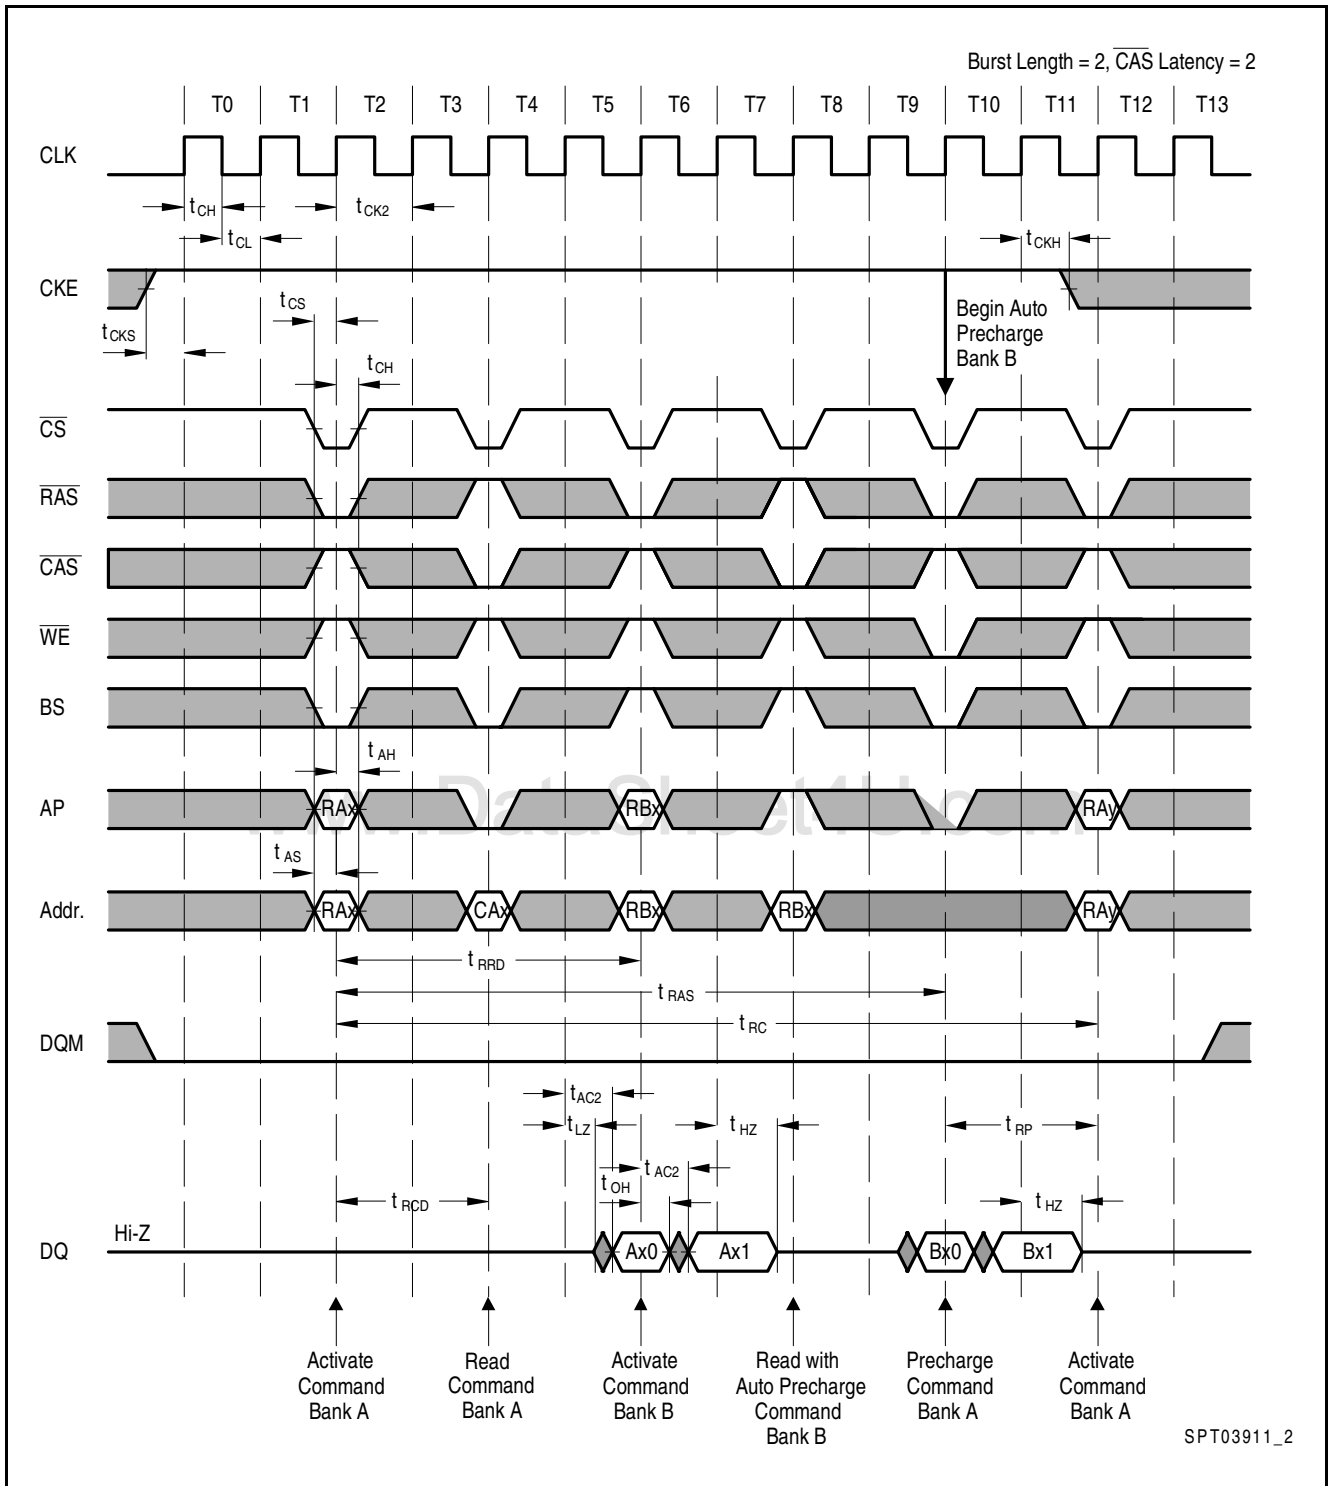 Burst Length = 2, CAS Latency = 2
T0 T1 T2 T3 T4 T5 T6 T7 T8 T9 T10 T11 T12 T13
CLK
tCH tCK2
tCL tCKH
CKE
tCS
Begin Auto
Precharge
Bank B
tCKS
tCH
CS
RAS
CAS
WE
BS
tAH
AP RAx RBx RAy
www.DataSheet4U.com
tAS
Addr. RAx CAx RBx RBx RAy
tRRD
tRAS
tRC
DQM
tAC2
tLZ tHZ tRP
tAC2
tOH
tRCD tHZ
Hi-Z
DQ Ax0 Ax1 Bx0 Bx1
Activate
Command
Bank A
Read
Command
Bank A
Activate
Command
Bank B
Read with
Auto Precharge
Command
Bank B
Precharge
Command
Bank A
Activate
Command
Bank A
SPT03911_2